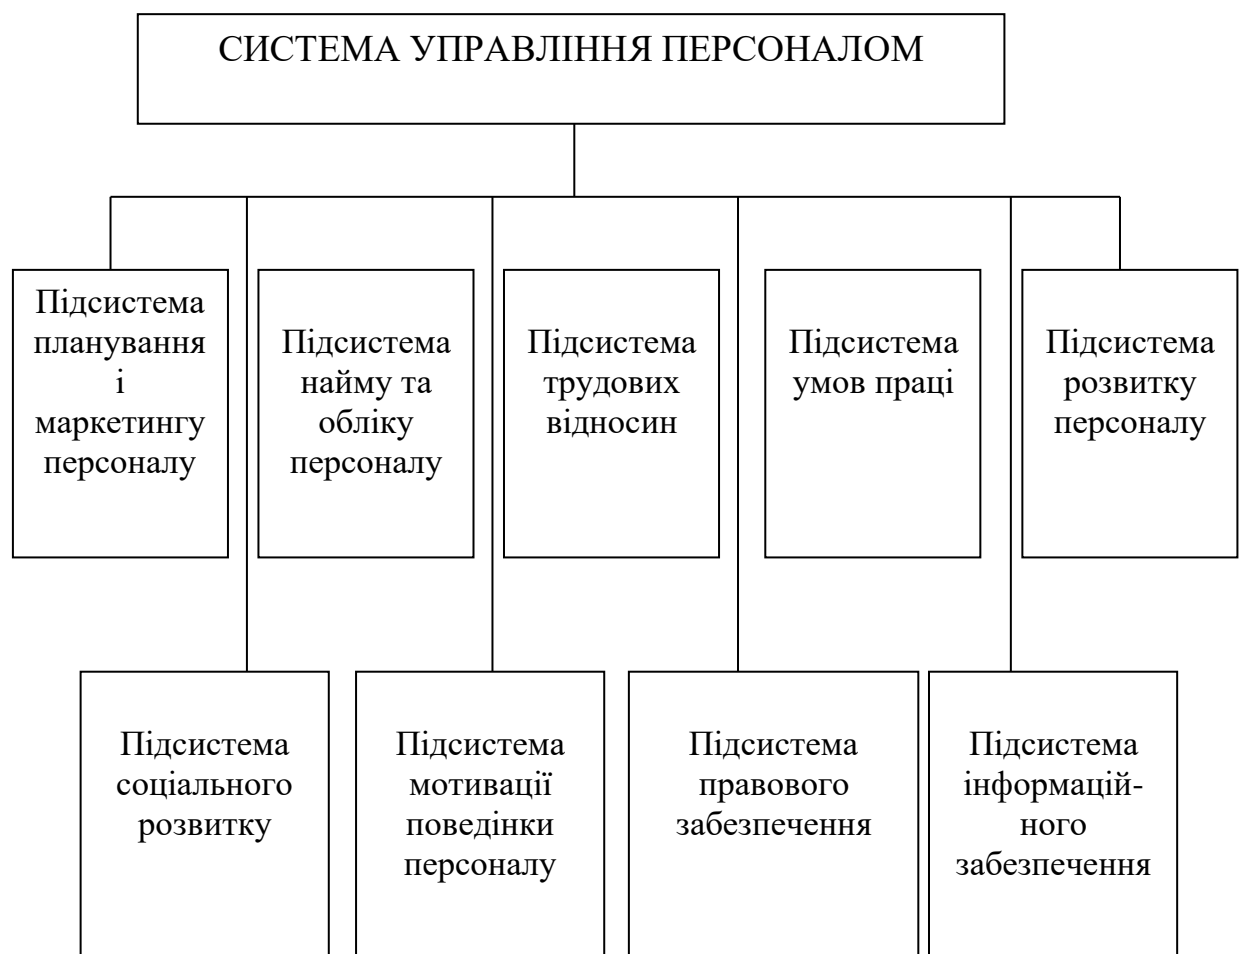 СИСТЕМА УПРАВЛІННЯ ПЕРСОНАЛОМ
Підсистема
планування
і
маркетингу
персоналу
Підсистема
найму та
обліку
персоналу
Підсистема
трудових
відносин
Підсистема
умов праці
Підсистема
розвитку
персоналу
Підсистема
соціального
розвитку
Підсистема
мотивації
поведінки
персоналу
Підсистема
правового
забезпечення
Підсистема
інформацій-
ного
забезпечення